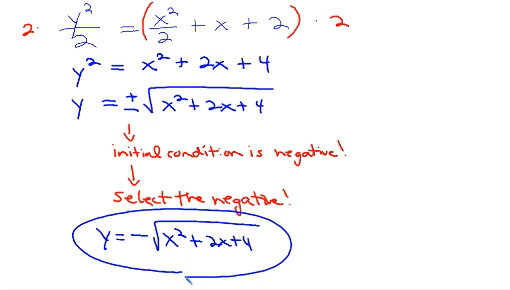 2· y²/2 = (x²/2 + x + 2) · 2
y² = x² + 2x + 4
y = ±√(x² + 2x + 4)
↓
initial condition is negative!
↓
select the negative!
y = -√(x² + 2x + 4)